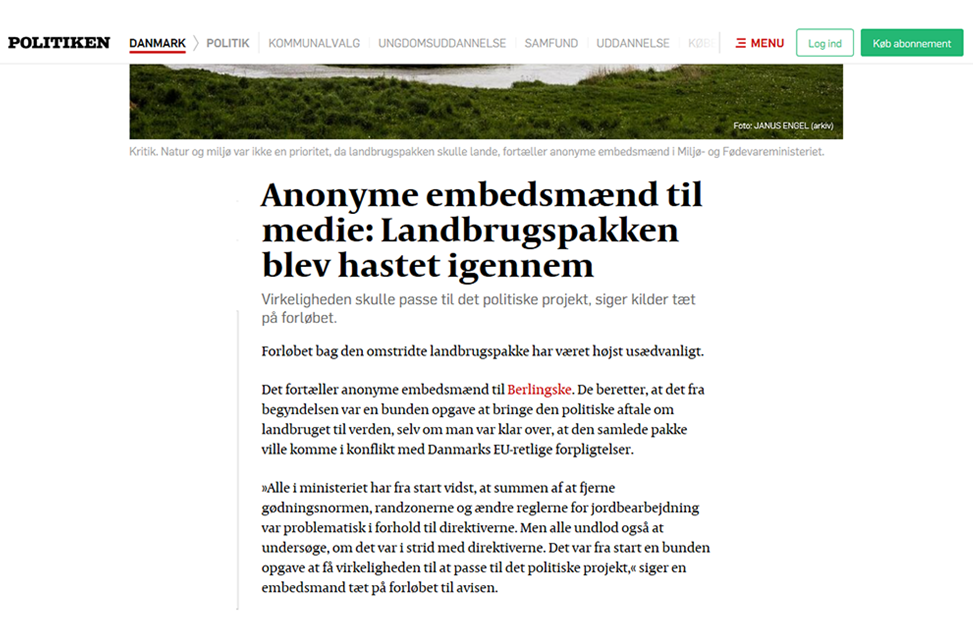 POLITIKEN
DANMARK POLITIK KOMMUNALVALG UNGDOMSUDDANNELSE SAMFUND UDDANNELSE KØB MENU Log ind Køb abonnement
Foto: JANUS ENGEL (arkiv)
Kritik. Natur og miljø var ikke en prioritet, da landbrugspakken skulle lande, fortæller anonyme embedsmænd i Miljø- og Fødevareministeriet.
Anonyme embedsmænd til
medie: Landbrugspakken
blev hastet igennem
Virkeligheden skulle passe til det politiske projekt, siger kilder tæt
på forløbet.
Forløbet bag den omstridte landbrugspakke har været højst usædvanligt.
Det fortæller anonyme embedsmænd til Berlingske. De beretter, at det fra
begyndelsen var en bunden opgave at bringe den politiske aftale om
landbruget til verden, selv om man var klar over, at den samlede pakke
ville komme i konflikt med Danmarks EU-retlige forpligtelser.
»Alle i ministeriet har fra start vidst, at summen af at fjerne
gødningsnormen, randzonerne og ændre reglerne for jordbearbejdning
var problematisk i forhold til direktiverne. Men alle undlod også at
undersøge, om det var i strid med direktiverne. Det var fra start en bunden
opgave at få virkeligheden til at passe til det politiske projekt,« siger en
embedsmand tæt på forløbet til avisen.